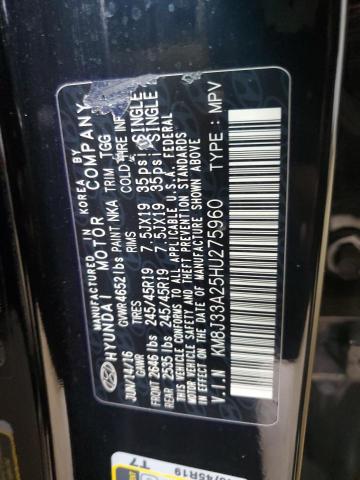 MANUFACTURED IN KOREA BY
HYUNDAI MOTOR COMPANY
JUN/14/16 GVWR 4652 lbs PAINT NKA TRIM TGG
GAWR TIRES RIMS COLD TIRE INF
FRONT 2646 lbs 245/45R19 7.5JX19 35psi SINGLE
REAR 2535 lbs 245/45R19 7.5JX19 35psi SINGLE
THIS VEHICLE CONFORMS TO ALL APPLICABLE U.S.A. FEDERAL
MOTOR VEHICLE SAFETY AND THEFT PREVENTION STANDARDS
IN EFFECT ON THE DATE OF MANUFACTURE SHOWN ABOVE
V.I.N KM8J33A25HU275960 TYPE : MPV
/45R19
T7